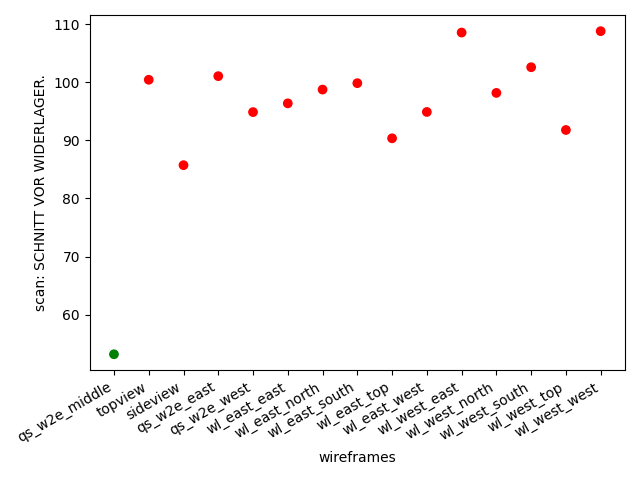 scan: SCHNITT VOR WIDERLAGER.
110
100
90
80
70
60
qs_w2e_middle
topview
sideview
qs_w2e_east
qs_w2e_west
wl_east_east
wl_east_north
wl_east_south
wl_east_top
wl_east_west
wl_west_east
wl_west_north
wl_west_south
wl_west_top
wl_west_west
wireframes